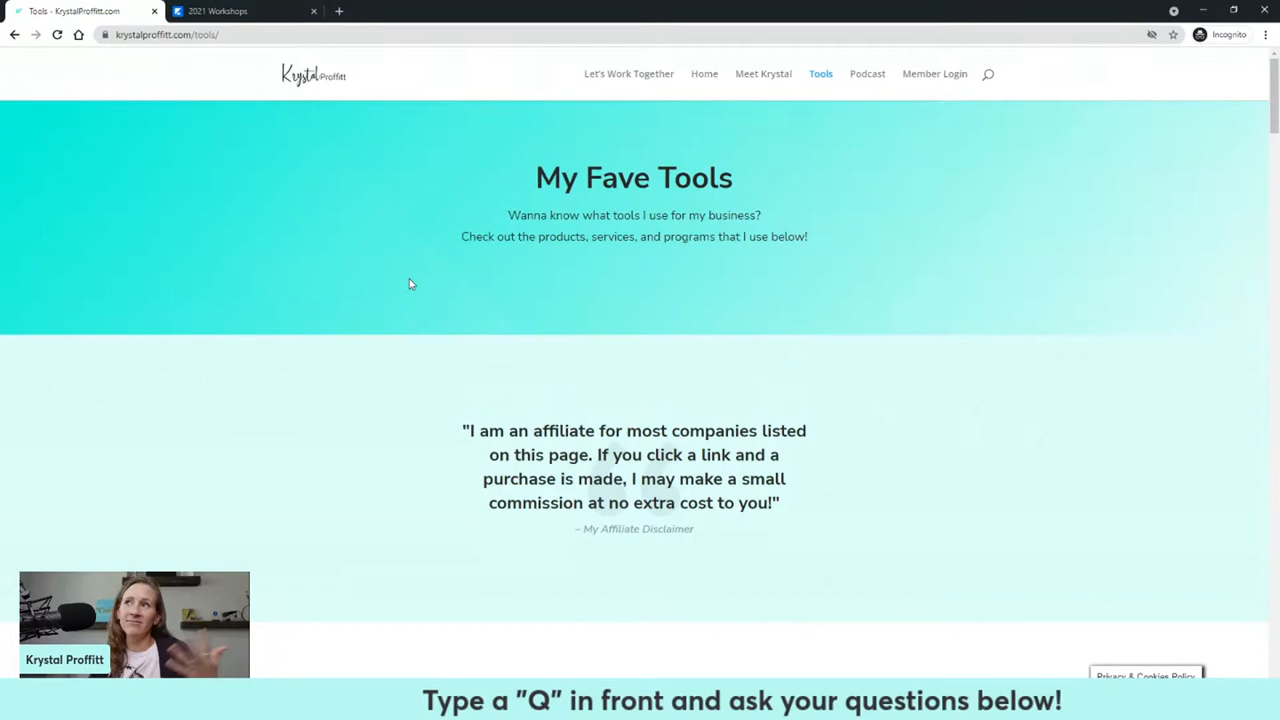 Tools - KrystalProffitt.com
2021 Workshops
krystalproffitt.com/tools/
Incognito
Krystal Proffitt
Let's Work Together
Home
Meet Krystal
Tools
Podcast
Member Login
My Fave Tools
Wanna know what tools I use for my business?
Check out the products, services, and programs that I use below!
"I am an affiliate for most companies listed
on this page. If you click a link and a
purchase is made, I may make a small
commission at no extra cost to you!"
– My Affiliate Disclaimer
Krystal Proffitt
Privacy & Cookies Policy
Type a "Q" in front and ask your questions below!